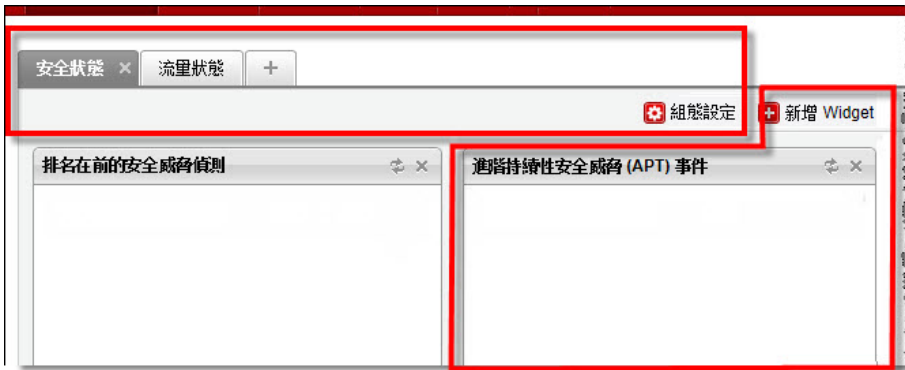 安全狀態 × 流量狀態 +
組態設定 新增 Widget
排名在前的安全威脅偵測 進階持續性安全威脅 (APT) 事件